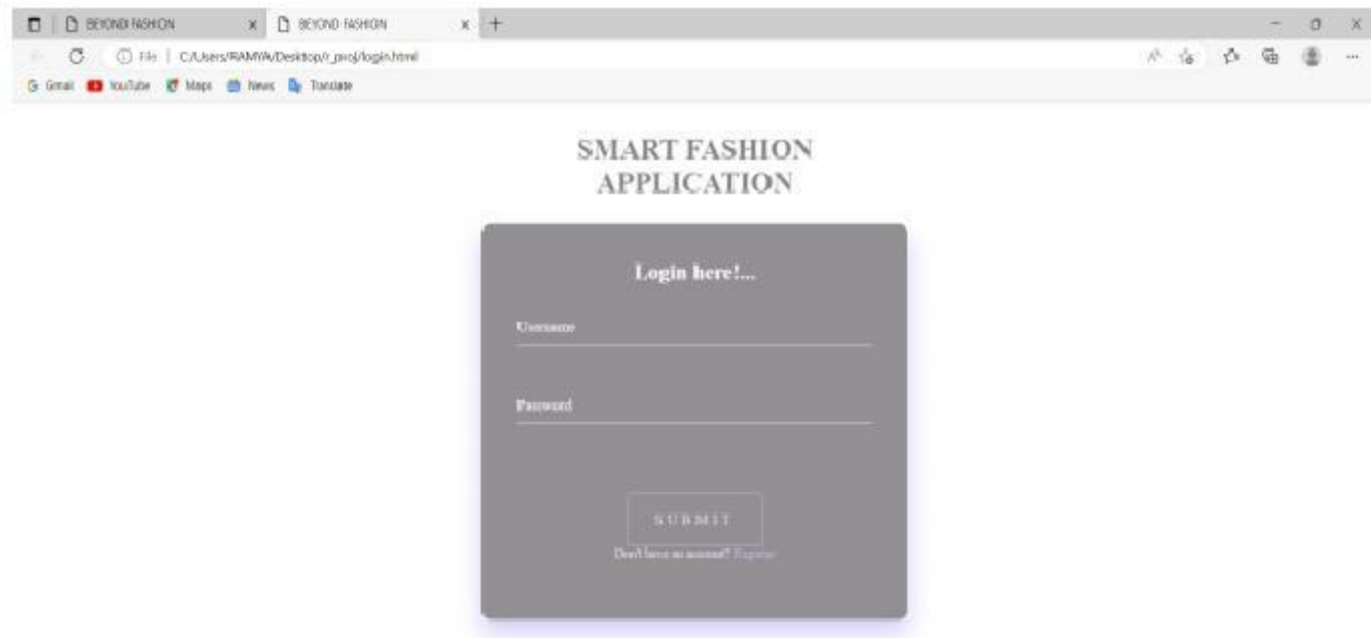 BEYOND FASHION
BEYOND FASHION
File | C:/Users/RAMYA/Desktop/r_proj/login.html
Gmail YouTube Maps News Translate
SMART FASHION
APPLICATION
Login here!...
Username
Password
SUBMIT
Don't have an account? Register